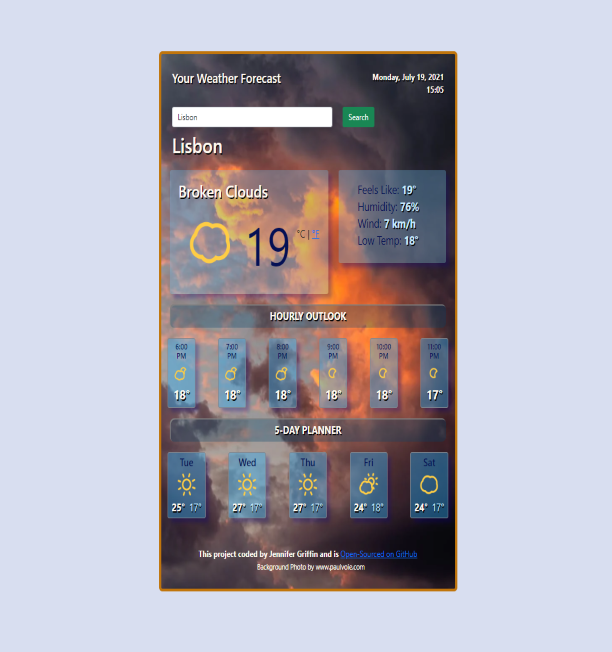 Your Weather Forecast
Monday, July 19, 2021
15:05
Lisbon
Search
Lisbon
Broken Clouds
19 °C | °F
Feels Like: 19°
Humidity: 76%
Wind: 7 km/h
Low Temp: 18°
HOURLY OUTLOOK
6:00 PM
18°
7:00 PM
18°
8:00 PM
18°
9:00 PM
18°
10:00 PM
18°
11:00 PM
17°
5-DAY PLANNER
Tue
25° 17°
Wed
27° 17°
Thu
27° 17°
Fri
24° 18°
Sat
24° 17°
This project coded by Jennifer Griffin and is Open-Sourced on GitHub
Background Photo by www.paulvoie.com